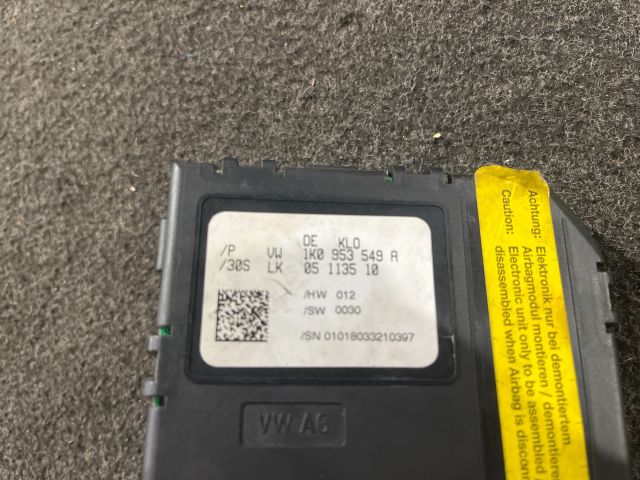 DE KLO
/P VW 1K0 953 549 A
/30S LK 05 1135 10
/HW 012
/SW 0030
/SN 01018033210397
VW AG
Achtung: Elektronik nur bei demontiertem
Airbagmodul montieren / demontieren
Caution: Electronic unit only to be assembled /
disassembled when Airbag is disconn